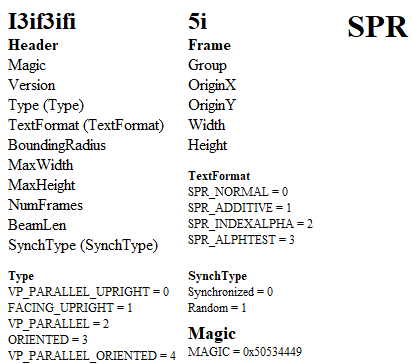 I3if3ifi
Header
Magic
Version
Type (Type)
TextFormat (TextFormat)
BoundingRadius
MaxWidth
MaxHeight
NumFrames
BeamLen
SynchType (SynchType)
Type
VP_PARALLEL_UPRIGHT = 0
FACING_UPRIGHT = 1
VP_PARALLEL = 2
ORIENTED = 3
VP_PARALLEL_ORIENTED = 4
5i
Frame
Group
OriginX
OriginY
Width
Height
TextFormat
SPR_NORMAL = 0
SPR_ADDITIVE = 1
SPR_INDEXALPHA = 2
SPR_ALPHTEST = 3
SynchType
Synchronized = 0
Random = 1
Magic
MAGIC = 0x50534449
SPR